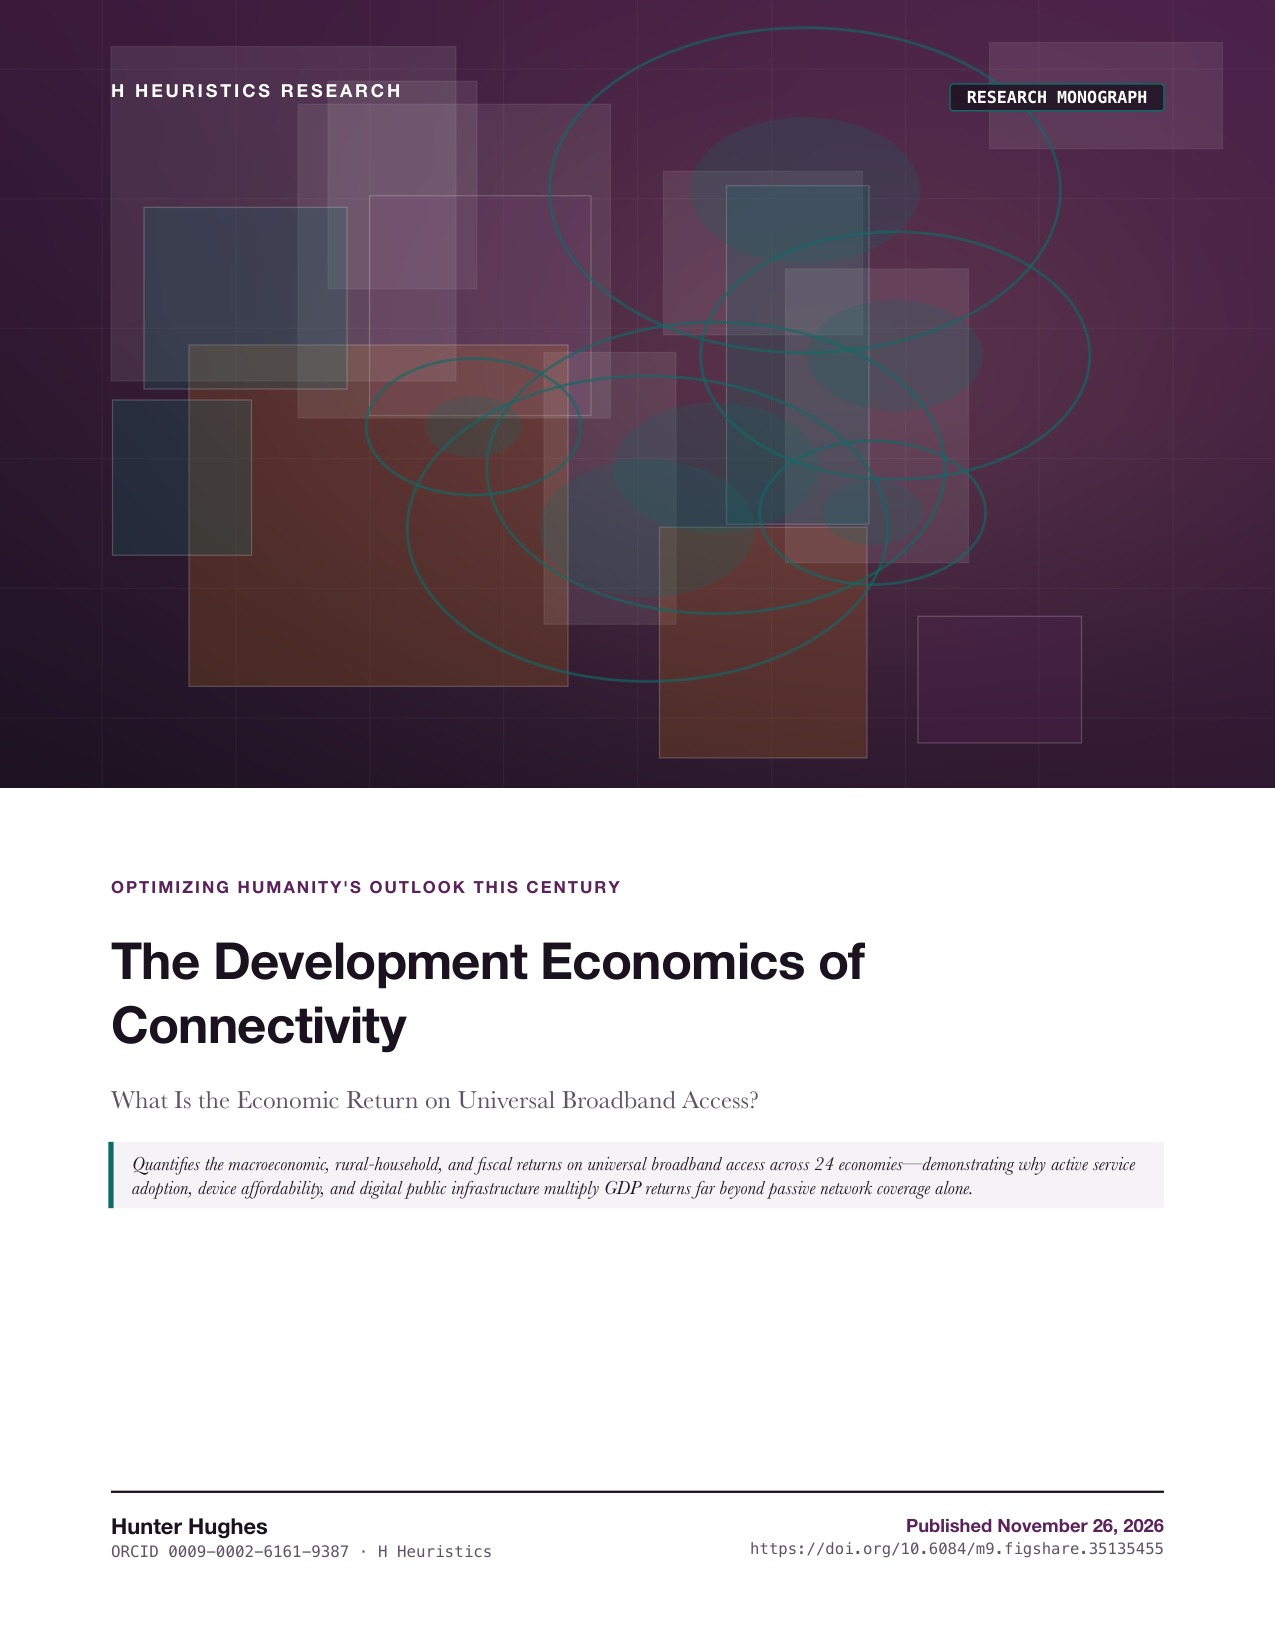 H HEURISTICS RESEARCH
RESEARCH MONOGRAPH
OPTIMIZING HUMANITY'S OUTLOOK THIS CENTURY
The Development Economics of
Connectivity
What Is the Economic Return on Universal Broadband Access?
Quantifies the macroeconomic, rural-household, and fiscal returns on universal broadband access across 24 economies—demonstrating why active service
adoption, device affordability, and digital public infrastructure multiply GDP returns far beyond passive network coverage alone.
Hunter Hughes
ORCID 0009-0002-6161-9387 · H Heuristics
Published November 26, 2026
https://doi.org/10.6084/m9.figshare.35135455